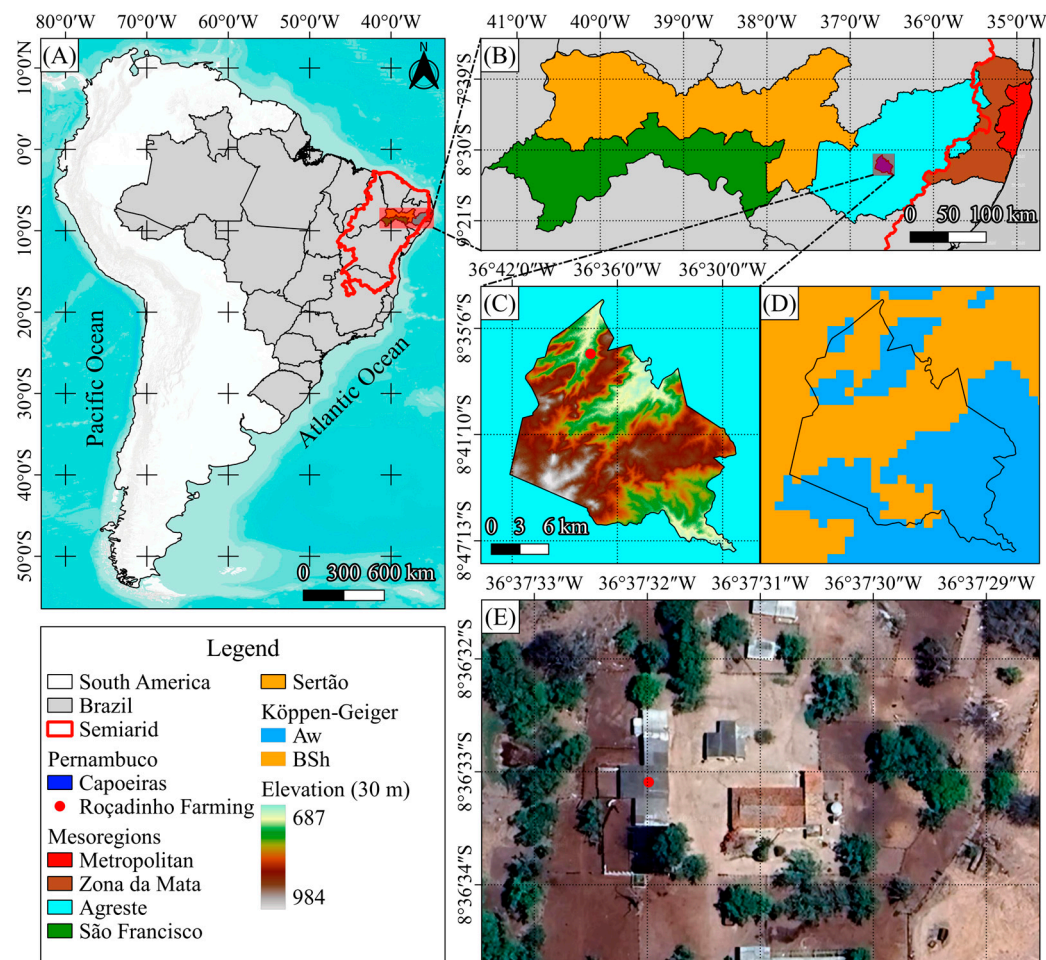 (A)
N
80°0'W 70°0'W 60°0'W 50°0'W 40°0'W
10°0'N
0°0'
10°0'S
20°0'S
30°0'S
40°0'S
50°0'S
Pacific Ocean
Atlantic Ocean
0 300 600 km
41°0'W 40°0'W 39°0'W 38°0'W 37°0'W 36°0'W 35°0'W
(B)
7°39'S
8°30'S
9°21'S
0 50 100 km
36°42'0"W 36°36'0"W 36°30'0"W
(C)
8°35'6"S
8°41'10"S
8°47'13"S
0 3 6 km
(D)
36°37'33"W 36°37'32"W 36°37'31"W 36°37'30"W 36°37'29"W
(E)
8°36'32"S
8°36'33"S
8°36'34"S
Legend
South America
Brazil
Semiarid
Pernambuco
Capoeiras
Roçadinho Farming
Mesoregions
Metropolitan
Zona da Mata
Agreste
São Francisco
Sertão
Köppen-Geiger
Aw
BSh
Elevation (30 m)
687
984